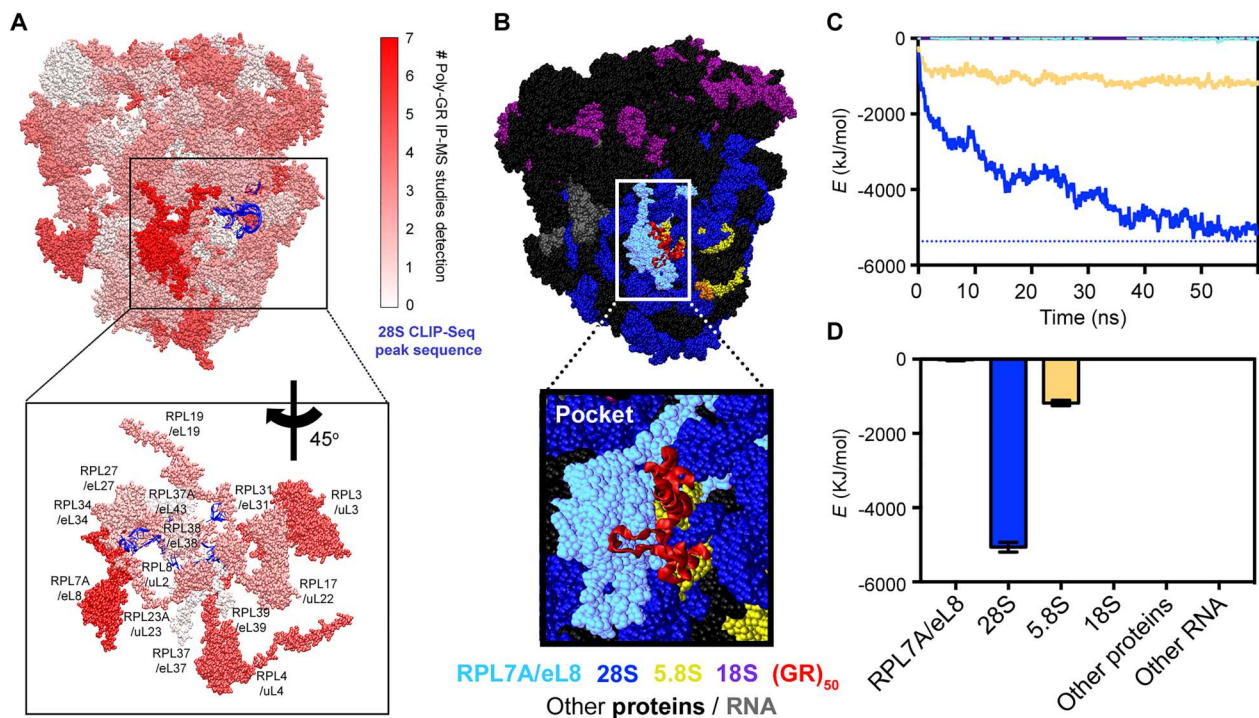 A
7
6
5
4
3
2
1
0
# Poly-GR IP-MS studies detection
28S CLIP-Seq
peak sequence
45°
RPL19
/eL19
RPL27
/eL27
RPL34
/eL34
RPL37A
/eL43
RPL31
/eL31
RPL3
/uL3
RPL38
/eL38
RPL7A
/eL8
RPL8
/uL2
RPL17
/uL22
RPL23A
/uL23
RPL39
/eL39
RPL37
/eL37
RPL4
/uL4
B
Pocket
RPL7A/eL8 28S 5.8S 18S (GR)50
Other proteins / RNA
C
E (kJ/mol)
0
-2000
-4000
-6000
0 10 20 30 40 50
Time (ns)
D
E (KJ/mol)
0
-2000
-4000
-6000
RPL7A/eL8
28S
5.8S
18S
Other proteins
Other RNA